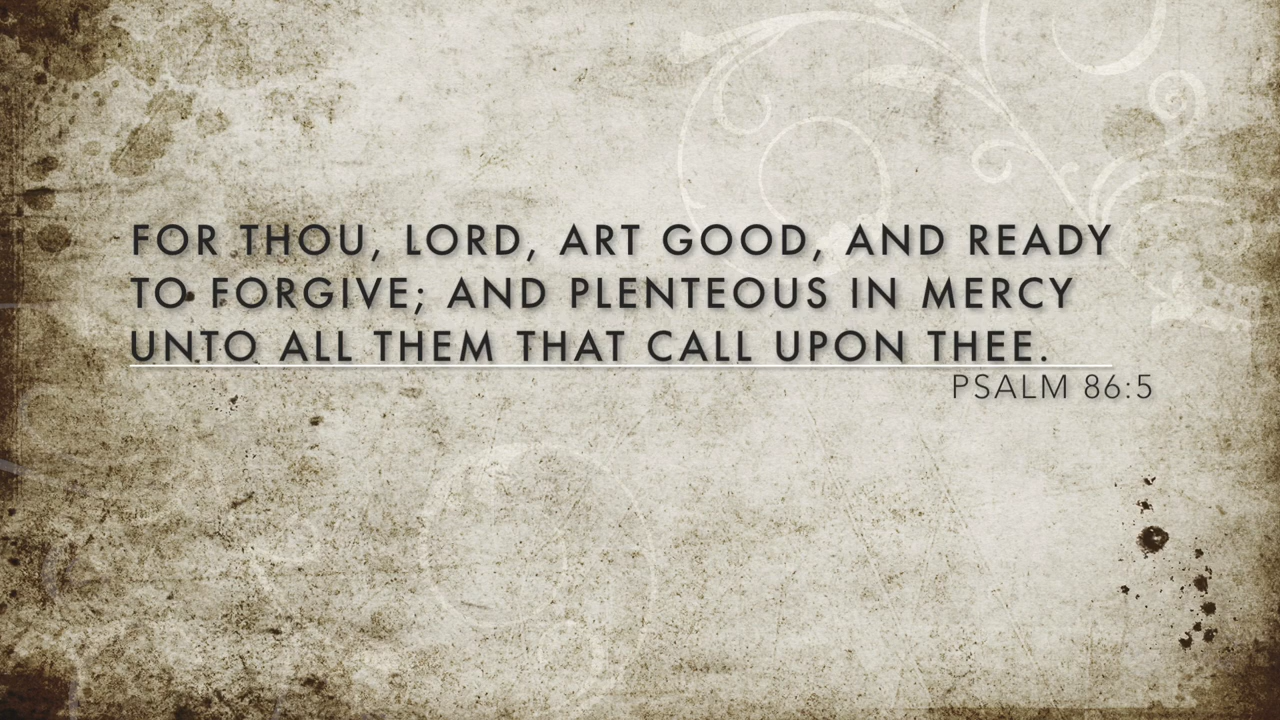 FOR THOU, LORD, ART GOOD, AND READY
TO FORGIVE; AND PLENTEOUS IN MERCY
UNTO ALL THEM THAT CALL UPON THEE.
PSALM 86:5